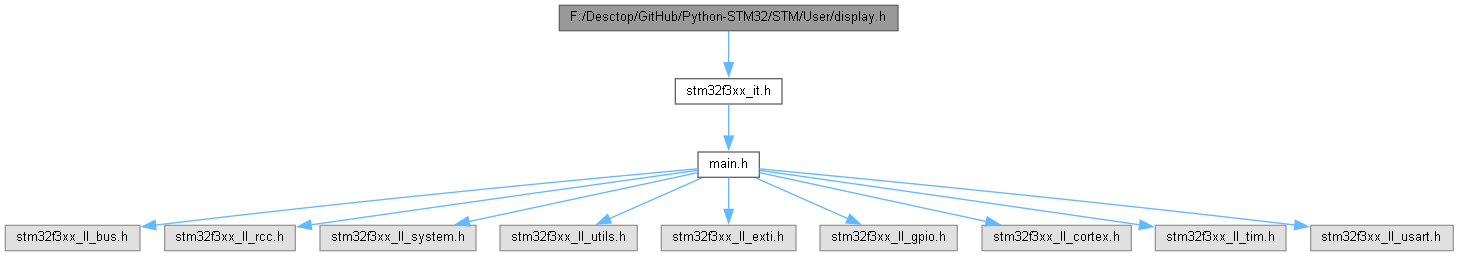 F:/Desctop/GitHub/Python-STM32/STM/User/display.h
stm32f3xx_it.h
main.h
stm32f3xx_ll_bus.h
stm32f3xx_ll_rcc.h
stm32f3xx_ll_system.h
stm32f3xx_ll_utils.h
stm32f3xx_ll_exti.h
stm32f3xx_ll_gpio.h
stm32f3xx_ll_cortex.h
stm32f3xx_ll_tim.h
stm32f3xx_ll_usart.h